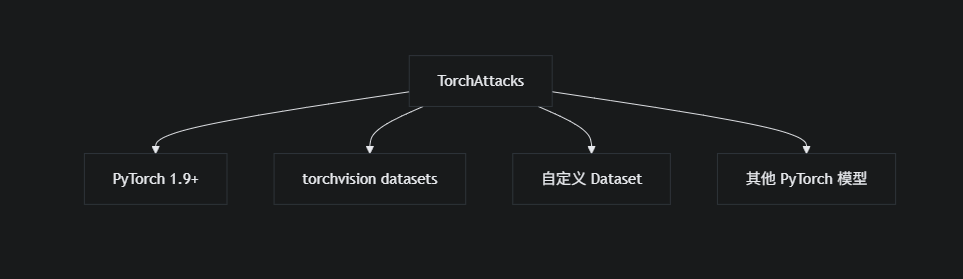 TorchAttacks
PyTorch 1.9+
torchvision datasets
自定义 Dataset
其他 PyTorch 模型